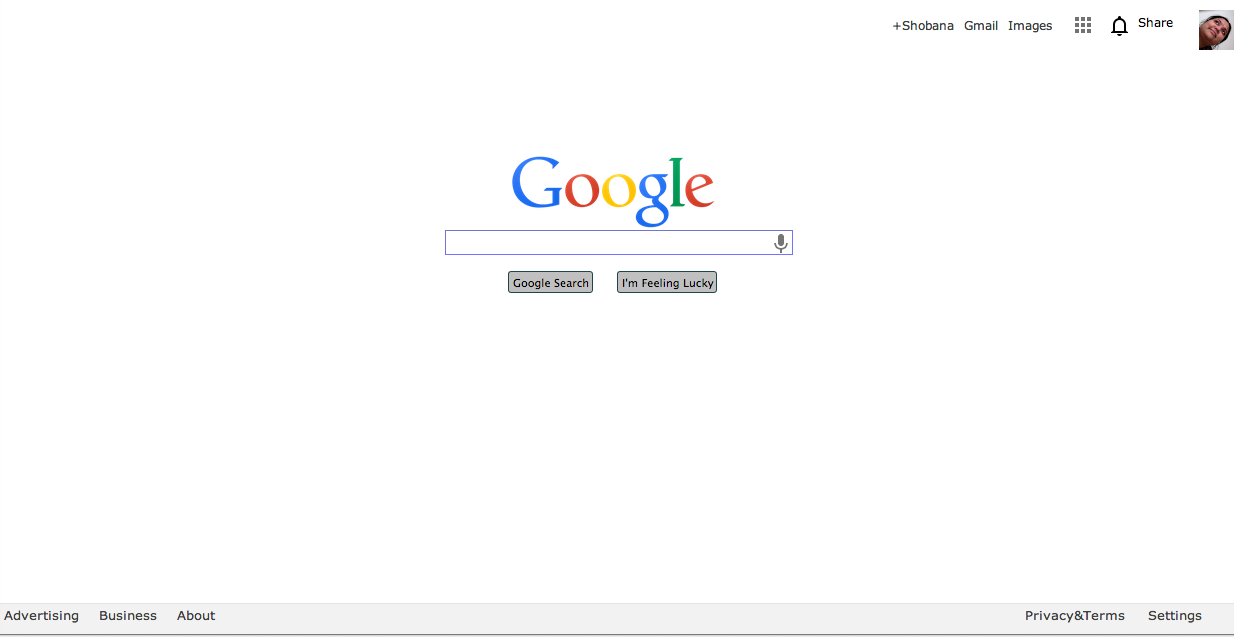 +Shobana Gmail Images Share
Google
Google Search I'm Feeling Lucky
Advertising Business About Privacy&Terms Settings